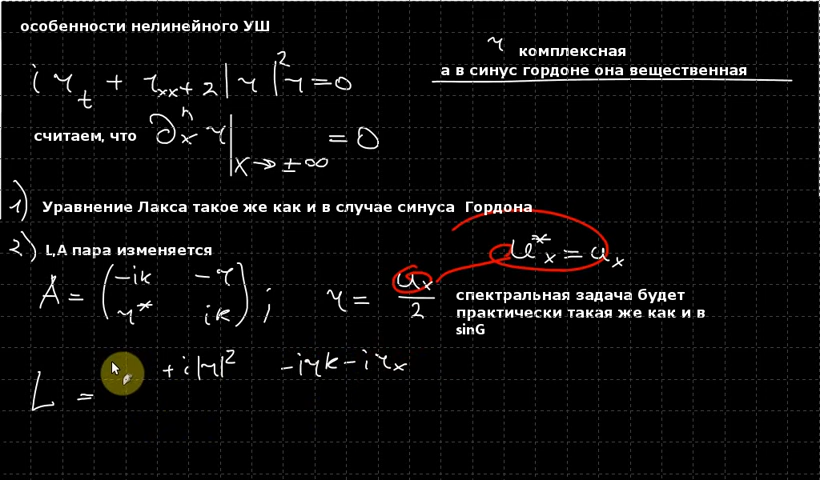 особенности нелинейного УШ
i r_t + r_xx + 2|r|^2 r = 0
r комплексная
а в синус гордоне она вещественная
считаем, что ∂_x^n r|_{x→±∞} = 0
1) Уравнение Лакса такое же как и в случае синуса Гордона
2) L,A пара изменяется
u*_x = u_x
A = ( -ik -r
r* ik ) ; r = u_x / 2
спектральная задача будет
практически такая же как и в
sinG
L = + i|r|^2 -irk - ir_x